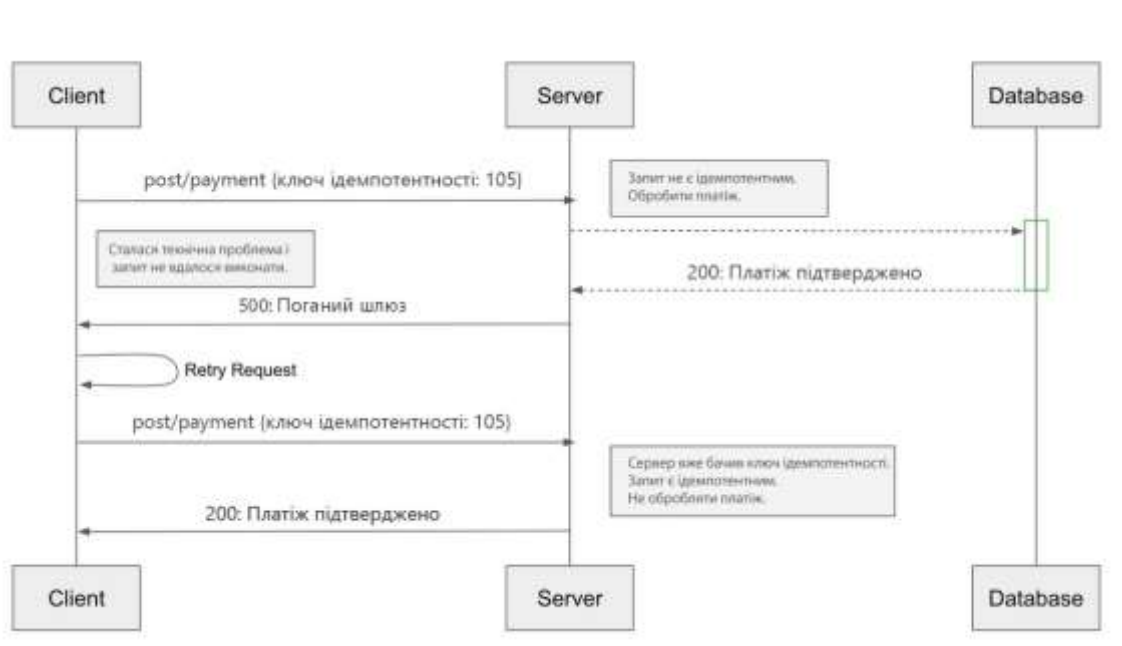 Client
Server
Database
post/payment (ключ ідемпотентності: 105)
Запит не є ідемпотентним.
Обробити платіж.
Сталася технічна проблема і
запит не вдалося виконати.
200: Платіж підтверджено
500: Поганий шлюз
Retry Request
post/payment (ключ ідемпотентності: 105)
Сервер вже бачив ключ ідемпотентності.
Запит є ідемпотентним.
Не обробляти платіж.
200: Платіж підтверджено
Client
Server
Database